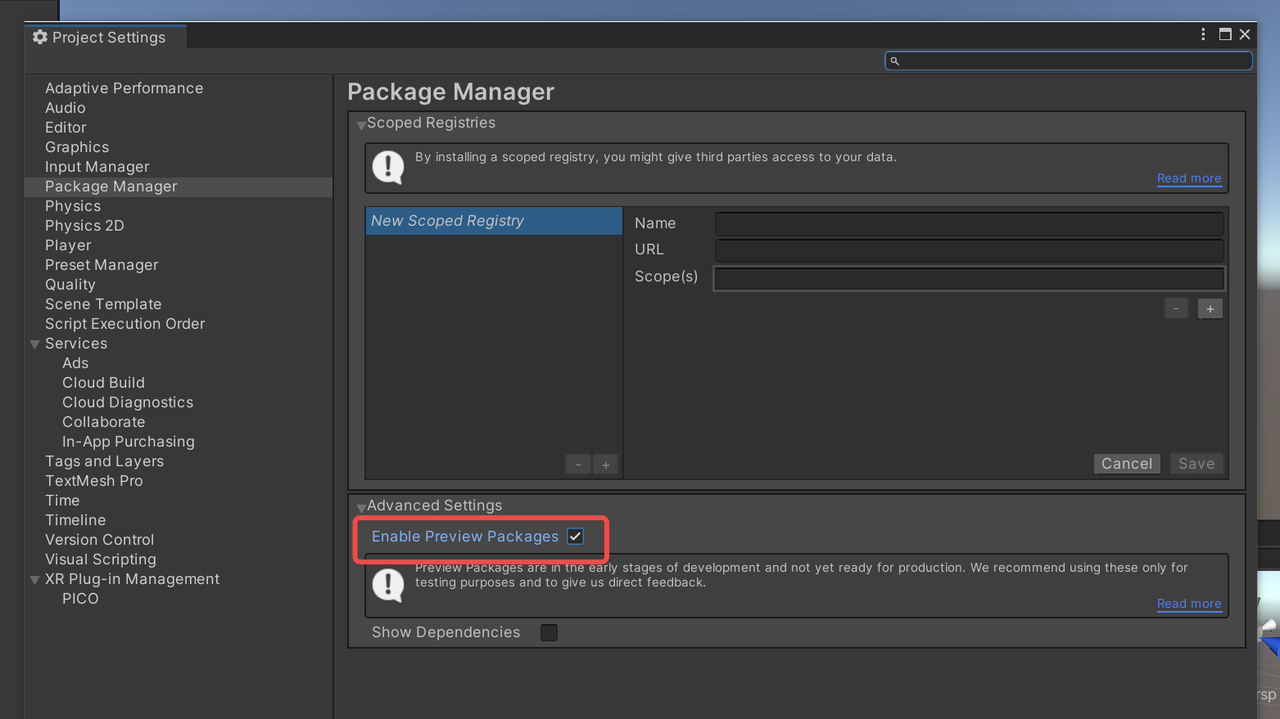 Project Settings
Adaptive Performance
Audio
Editor
Graphics
Input Manager
Package Manager
Physics
Physics 2D
Player
Preset Manager
Quality
Scene Template
Script Execution Order
Services
Ads
Cloud Build
Cloud Diagnostics
Collaborate
In-App Purchasing
Tags and Layers
TextMesh Pro
Time
Timeline
Version Control
Visual Scripting
XR Plug-in Management
PICO
Package Manager
Scoped Registries
By installing a scoped registry, you might give third parties access to your data.
Read more
New Scoped Registry
Name
URL
Scope(s)
- +
- +
Cancel Save
Advanced Settings
Enable Preview Packages
Preview Packages are in the early stages of development and not yet ready for production. We recommend using these only for
testing purposes and to give us direct feedback.
Read more
Show Dependencies